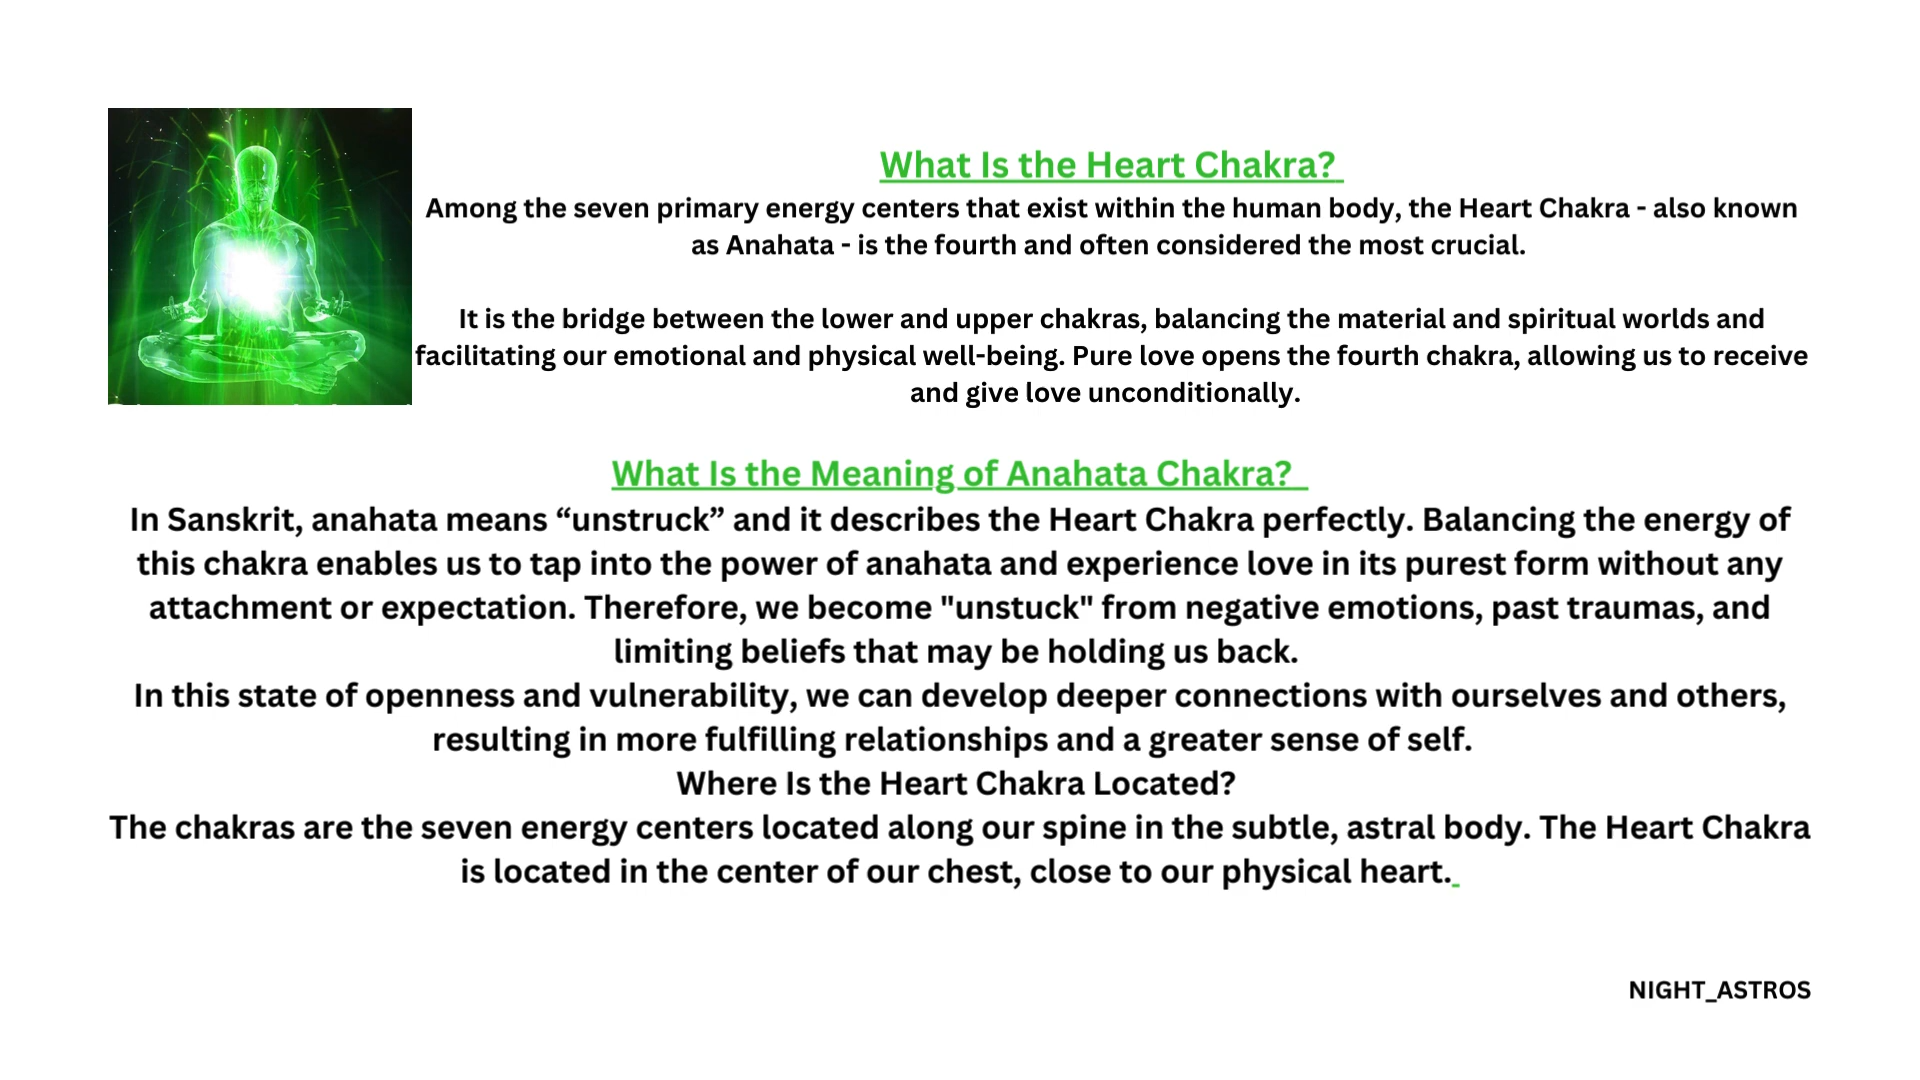 What Is the Heart Chakra?
Among the seven primary energy centers that exist within the human body, the Heart Chakra - also known
as Anahata - is the fourth and often considered the most crucial.
It is the bridge between the lower and upper chakras, balancing the material and spiritual worlds and
facilitating our emotional and physical well-being. Pure love opens the fourth chakra, allowing us to receive
and give love unconditionally.
What Is the Meaning of Anahata Chakra?
In Sanskrit, anahata means “unstruck” and it describes the Heart Chakra perfectly. Balancing the energy of
this chakra enables us to tap into the power of anahata and experience love in its purest form without any
attachment or expectation. Therefore, we become "unstuck" from negative emotions, past traumas, and
limiting beliefs that may be holding us back.
In this state of openness and vulnerability, we can develop deeper connections with ourselves and others,
resulting in more fulfilling relationships and a greater sense of self.
Where Is the Heart Chakra Located?
The chakras are the seven energy centers located along our spine in the subtle, astral body. The Heart Chakra
is located in the center of our chest, close to our physical heart.
NIGHT_ASTROS